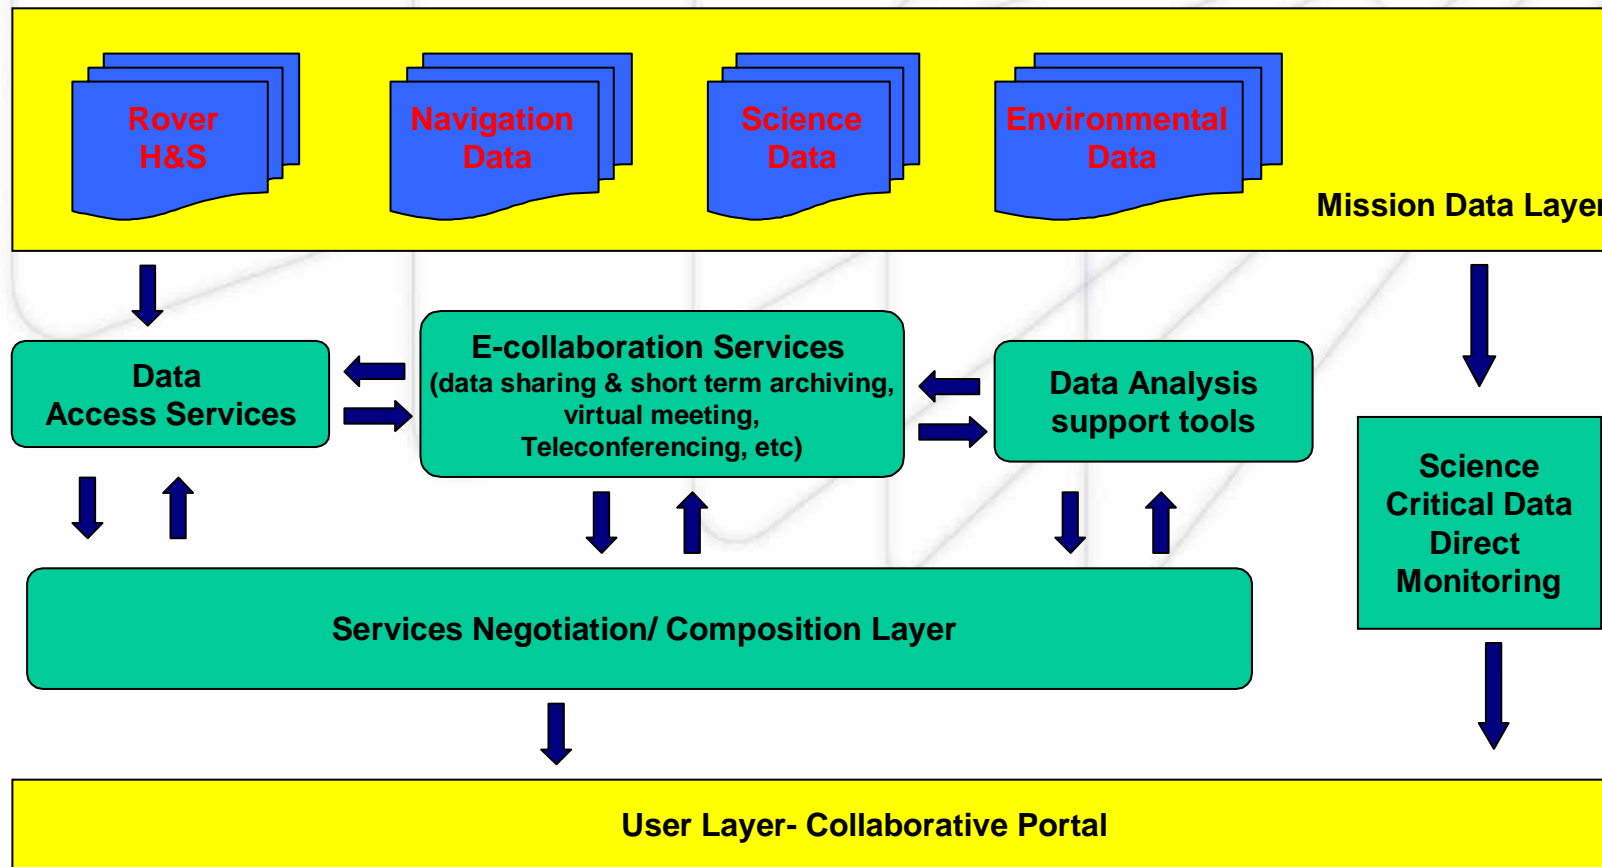 Rover
H&S
Navigation
Data
Science
Data
Environmental
Data
Mission Data Layer
Data
Access Services
E-collaboration Services
(data sharing & short term archiving,
virtual meeting,
Teleconferencing, etc)
Data Analysis
support tools
Science
Critical Data
Direct
Monitoring
Services Negotiation/ Composition Layer
User Layer- Collaborative Portal